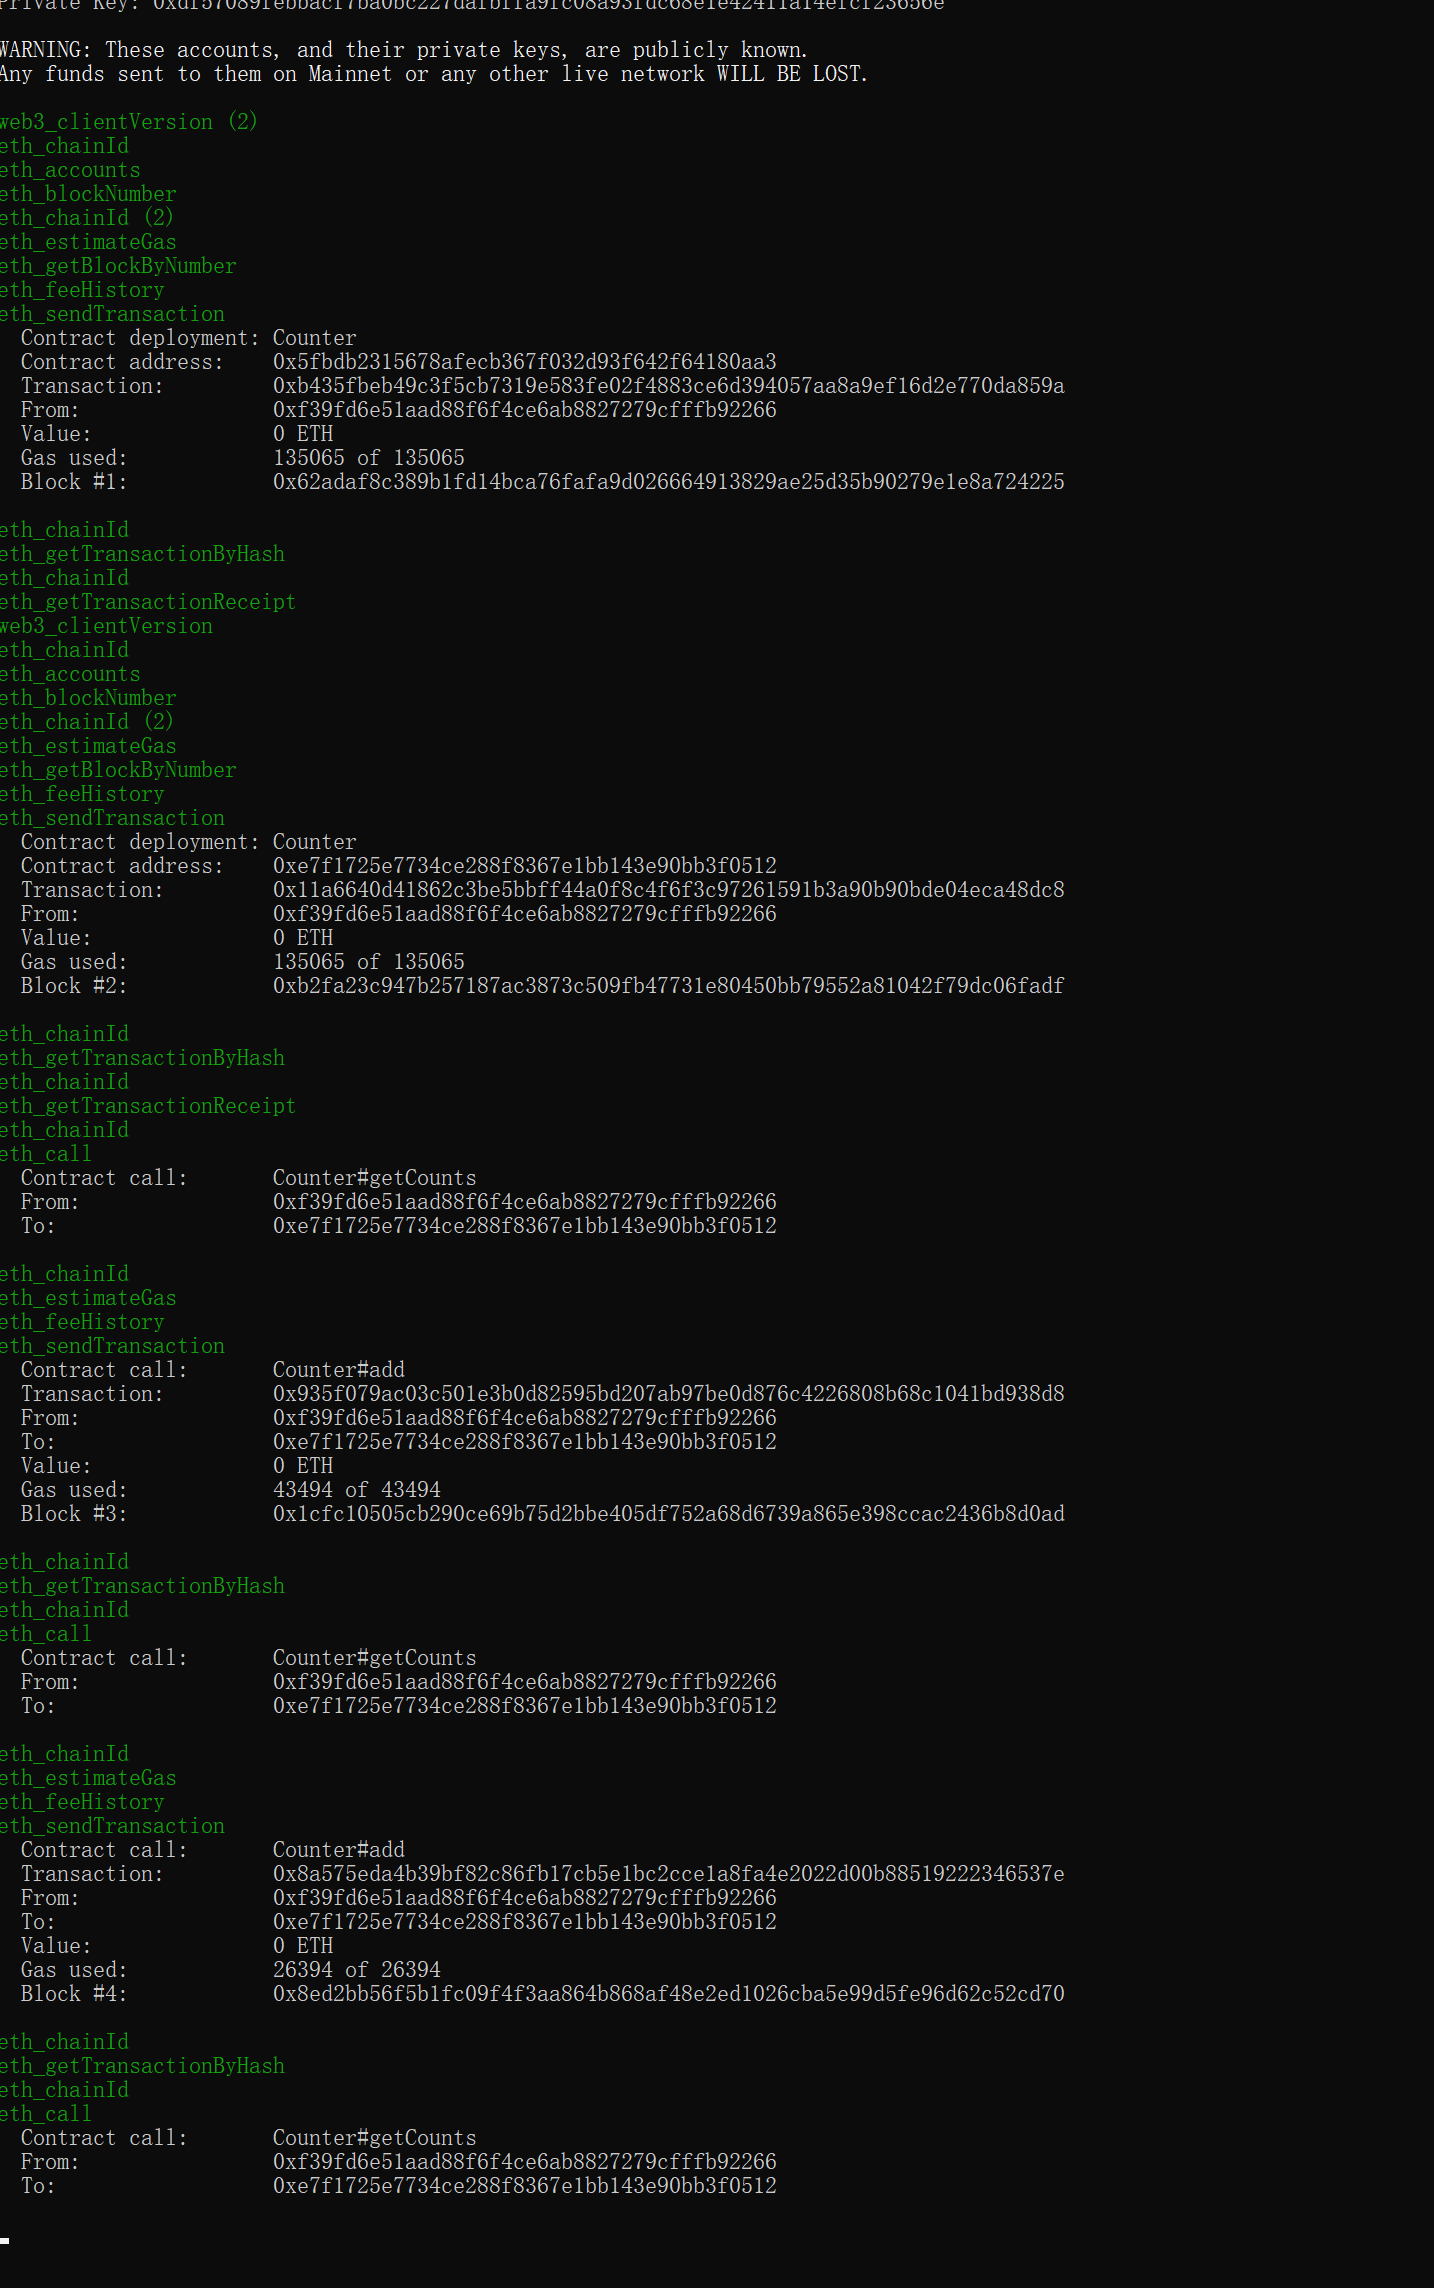 Private Key: 0xdf57089febbacf7ba0bc227dafbffa9fc08a93fdc68e1e42411a14efcf23656e

WARNING: These accounts, and their private keys, are publicly known.
Any funds sent to them on Mainnet or any other live network WILL BE LOST.

web3_clientVersion (2)
eth_chainId
eth_accounts
eth_blockNumber
eth_chainId (2)
eth_estimateGas
eth_getBlockByNumber
eth_feeHistory
eth_sendTransaction
  Contract deployment: Counter
  Contract address:    0x5fbdb2315678afecb367f032d93f642f64180aa3
  Transaction:         0xb435fbeb49c3f5cb7319e583fe02f4883ce6d394057aa8a9ef16d2e770da859a
  From:                0xf39fd6e51aad88f6f4ce6ab8827279cfffb92266
  Value:               0 ETH
  Gas used:            135065 of 135065
  Block #1:            0x62adaf8c389b1fd14bca76fafa9d026664913829ae25d35b90279e1e8a724225

eth_chainId
eth_getTransactionByHash
eth_chainId
eth_getTransactionReceipt
web3_clientVersion
eth_chainId
eth_accounts
eth_blockNumber
eth_chainId (2)
eth_estimateGas
eth_getBlockByNumber
eth_feeHistory
eth_sendTransaction
  Contract deployment: Counter
  Contract address:    0xe7f1725e7734ce288f8367e1bb143e90bb3f0512
  Transaction:         0x11a6640d41862c3be5bbff44a0f8c4f6f3c97261591b3a90b90bde04eca48dc8
  From:                0xf39fd6e51aad88f6f4ce6ab8827279cfffb92266
  Value:               0 ETH
  Gas used:            135065 of 135065
  Block #2:            0xb2fa23c947b257187ac3873c509fb47731e80450bb79552a81042f79dc06fadf

eth_chainId
eth_getTransactionByHash
eth_chainId
eth_getTransactionReceipt
eth_chainId
eth_call
  Contract call:       Counter#getCounts
  From:                0xf39fd6e51aad88f6f4ce6ab8827279cfffb92266
  To:                  0xe7f1725e7734ce288f8367e1bb143e90bb3f0512

eth_chainId
eth_estimateGas
eth_feeHistory
eth_sendTransaction
  Contract call:       Counter#add
  Transaction:         0x935f079ac03c501e3b0d82595bd207ab97be0d876c4226808b68c1041bd938d8
  From:                0xf39fd6e51aad88f6f4ce6ab8827279cfffb92266
  To:                  0xe7f1725e7734ce288f8367e1bb143e90bb3f0512
  Value:               0 ETH
  Gas used:            43494 of 43494
  Block #3:            0x1cfc10505cb290ce69b75d2bbe405df752a68d6739a865e398ccac2436b8d0ad

eth_chainId
eth_getTransactionByHash
eth_chainId
eth_call
  Contract call:       Counter#getCounts
  From:                0xf39fd6e51aad88f6f4ce6ab8827279cfffb92266
  To:                  0xe7f1725e7734ce288f8367e1bb143e90bb3f0512

eth_chainId
eth_estimateGas
eth_feeHistory
eth_sendTransaction
  Contract call:       Counter#add
  Transaction:         0x8a575eda4b39bf82c86fb17cb5e1bc2cce1a8fa4e2022d00b88519222346537e
  From:                0xf39fd6e51aad88f6f4ce6ab8827279cfffb92266
  To:                  0xe7f1725e7734ce288f8367e1bb143e90bb3f0512
  Value:               0 ETH
  Gas used:            26394 of 26394
  Block #4:            0x8ed2bb56f5b1fc09f4f3aa864b868af48e2ed1026cba5e99d5fe96d62c52cd70

eth_chainId
eth_getTransactionByHash
eth_chainId
eth_call
  Contract call:       Counter#getCounts
  From:                0xf39fd6e51aad88f6f4ce6ab8827279cfffb92266
  To:                  0xe7f1725e7734ce288f8367e1bb143e90bb3f0512